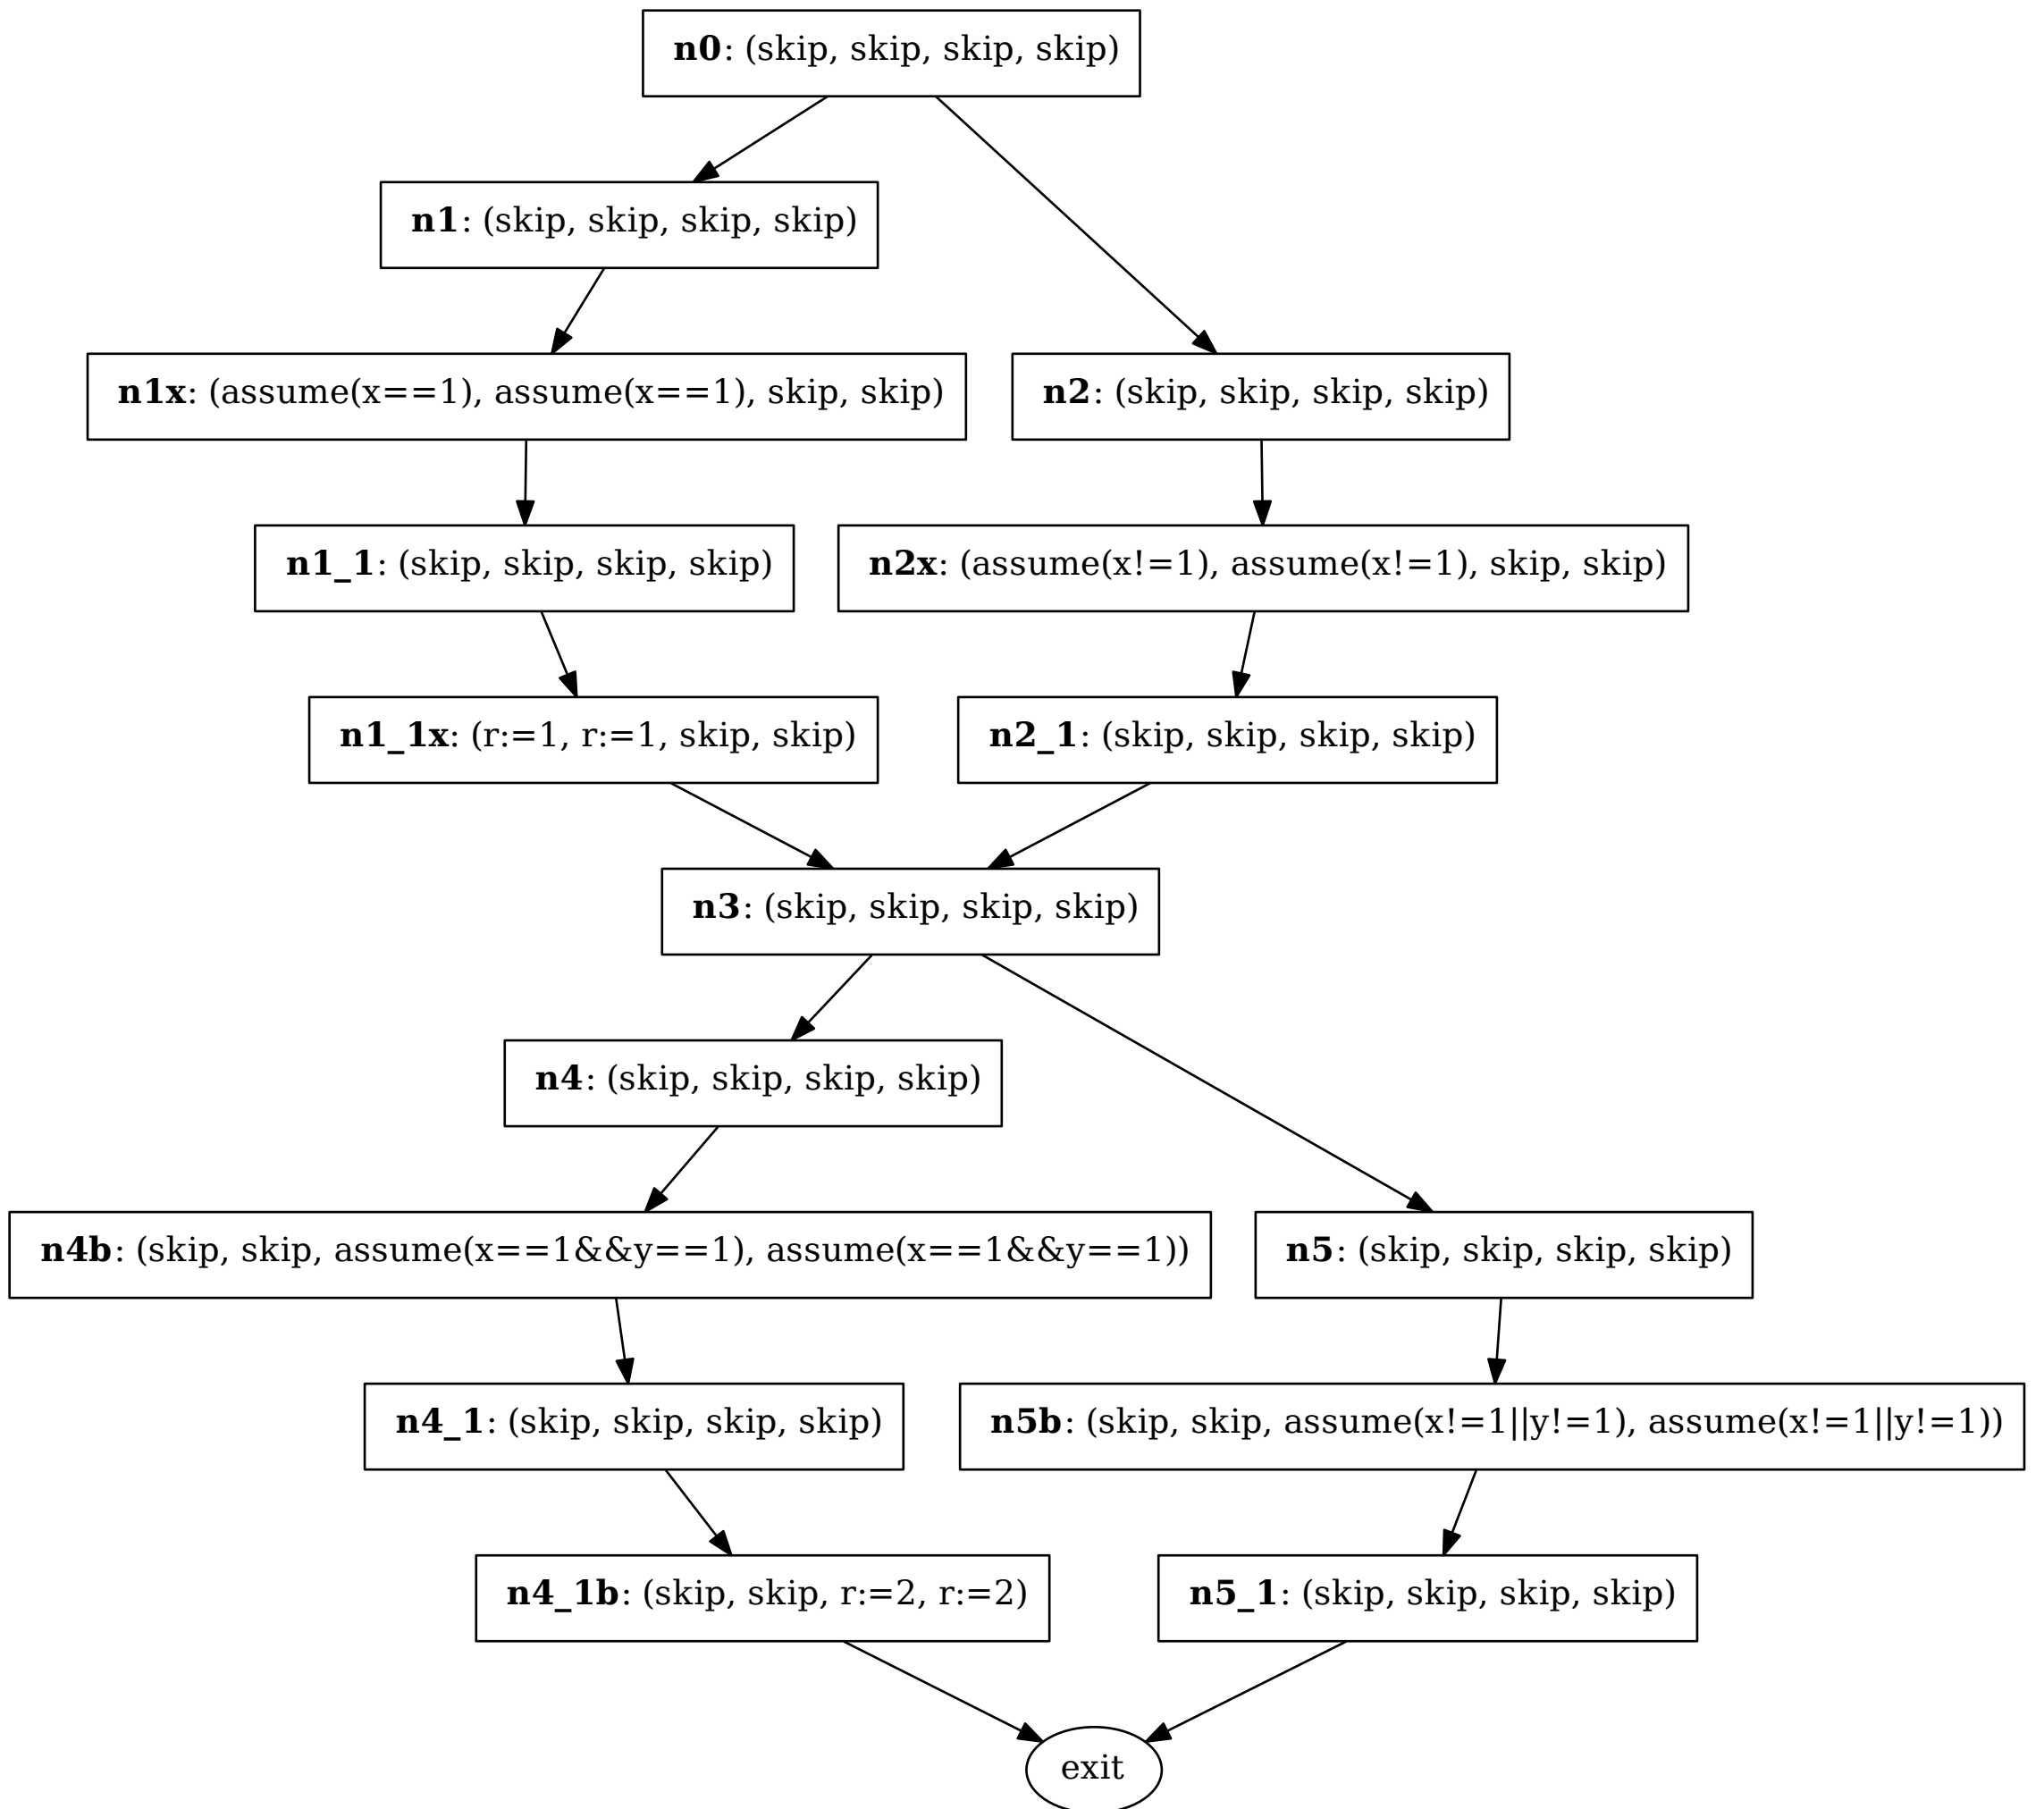 n0: (skip, skip, skip, skip)
n1: (skip, skip, skip, skip)
n1x: (assume(x==1), assume(x==1), skip, skip)
n2: (skip, skip, skip, skip)
n1_1: (skip, skip, skip, skip)
n2x: (assume(x!=1), assume(x!=1), skip, skip)
n1_1x: (r:=1, r:=1, skip, skip)
n2_1: (skip, skip, skip, skip)
n3: (skip, skip, skip, skip)
n4: (skip, skip, skip, skip)
n4b: (skip, skip, assume(x==1&&y==1), assume(x==1&&y==1))
n5: (skip, skip, skip, skip)
n4_1: (skip, skip, skip, skip)
n5b: (skip, skip, assume(x!=1||y!=1), assume(x!=1||y!=1))
n4_1b: (skip, skip, r:=2, r:=2)
n5_1: (skip, skip, skip, skip)
exit